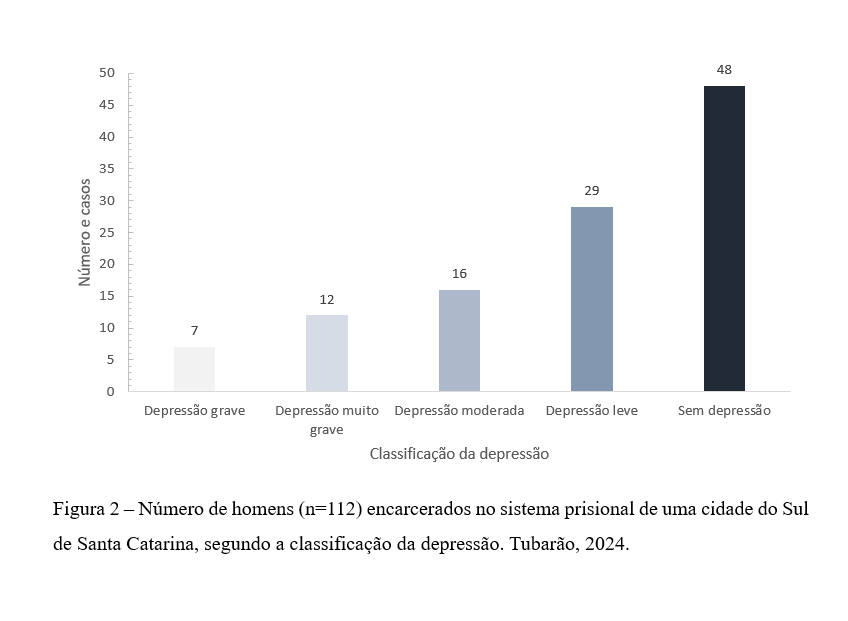 50
45
40
35
30
25
20
15
10
5
0
Número e casos
7
12
16
29
48
Depressão grave
Depressão muito
grave
Depressão moderada
Depressão leve
Sem depressão
Classificação da depressão
Figura 2 – Número de homens (n=112) encarcerados no sistema prisional de uma cidade do Sul
de Santa Catarina, segundo a classificação da depressão. Tubarão, 2024.